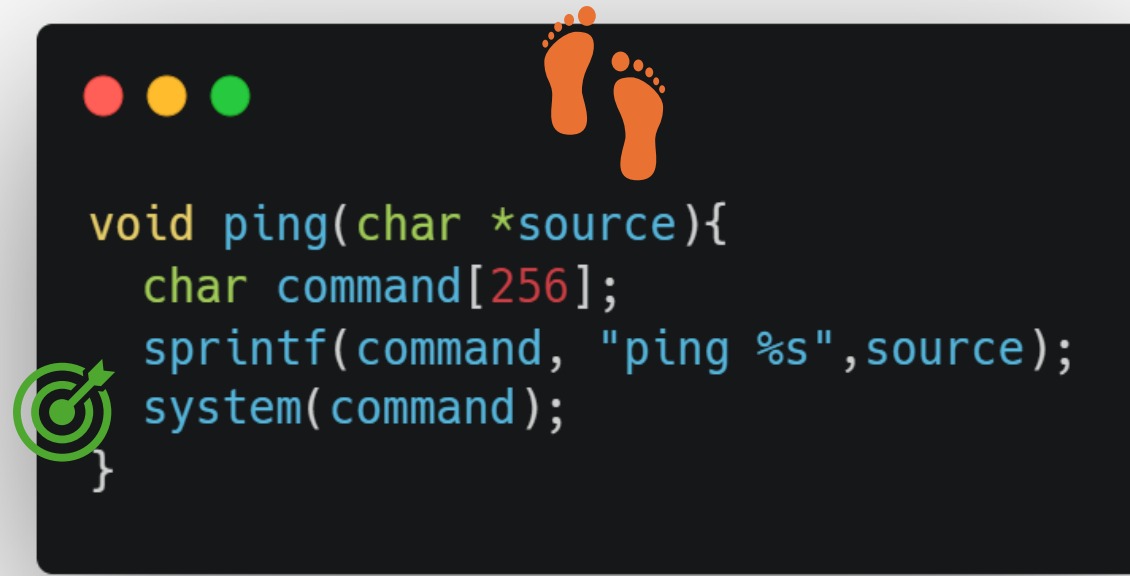 void ping(char *source){
char command[256];
sprintf(command, "ping %s",source);
system(command);
}